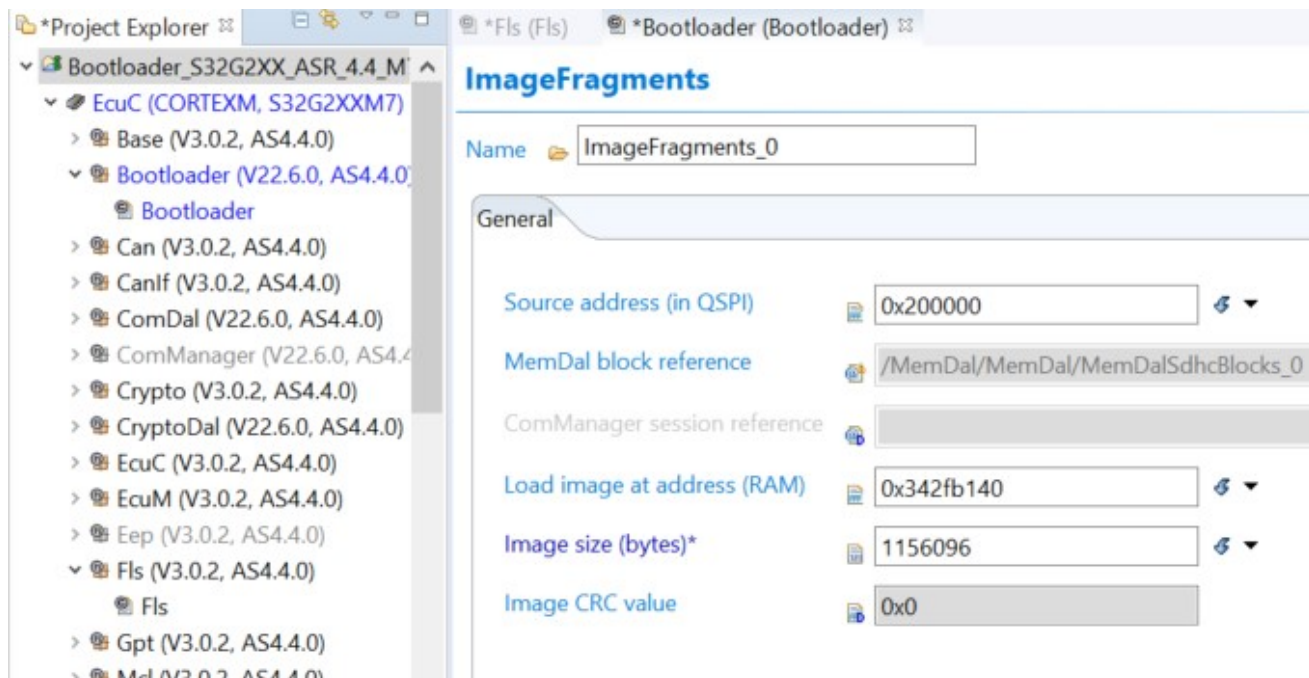 *Project Explorer
*Fls (Fls)
*Bootloader (Bootloader)
Bootloader_S32G2XX_ASR_4.4_M
EcuC (CORTEXM, S32G2XXM7)
Base (V3.0.2, AS4.4.0)
Bootloader (V22.6.0, AS4.4.0)
Bootloader
Can (V3.0.2, AS4.4.0)
CanIf (V3.0.2, AS4.4.0)
ComDal (V22.6.0, AS4.4.0)
ComManager (V22.6.0, AS4.4
Crypto (V22.6.0, AS4.4.0)
CryptoDal (V22.6.0, AS4.4.0)
EcuC (V3.0.2, AS4.4.0)
EcuM (V3.0.2, AS4.4.0)
Eep (V3.0.2, AS4.4.0)
Fls (V3.0.2, AS4.4.0)
Fls
Gpt (V3.0.2, AS4.4.0)
Mcl (V3.0.2, AS4.4.0)
ImageFragments
Name ImageFragments_0
General
Source address (in QSPI) 0x200000
MemDal block reference /MemDal/MemDal/MemDalSdhcBlocks_0
ComManager session reference
Load image at address (RAM) 0x342fb140
Image size (bytes)* 1156096
Image CRC value 0x0